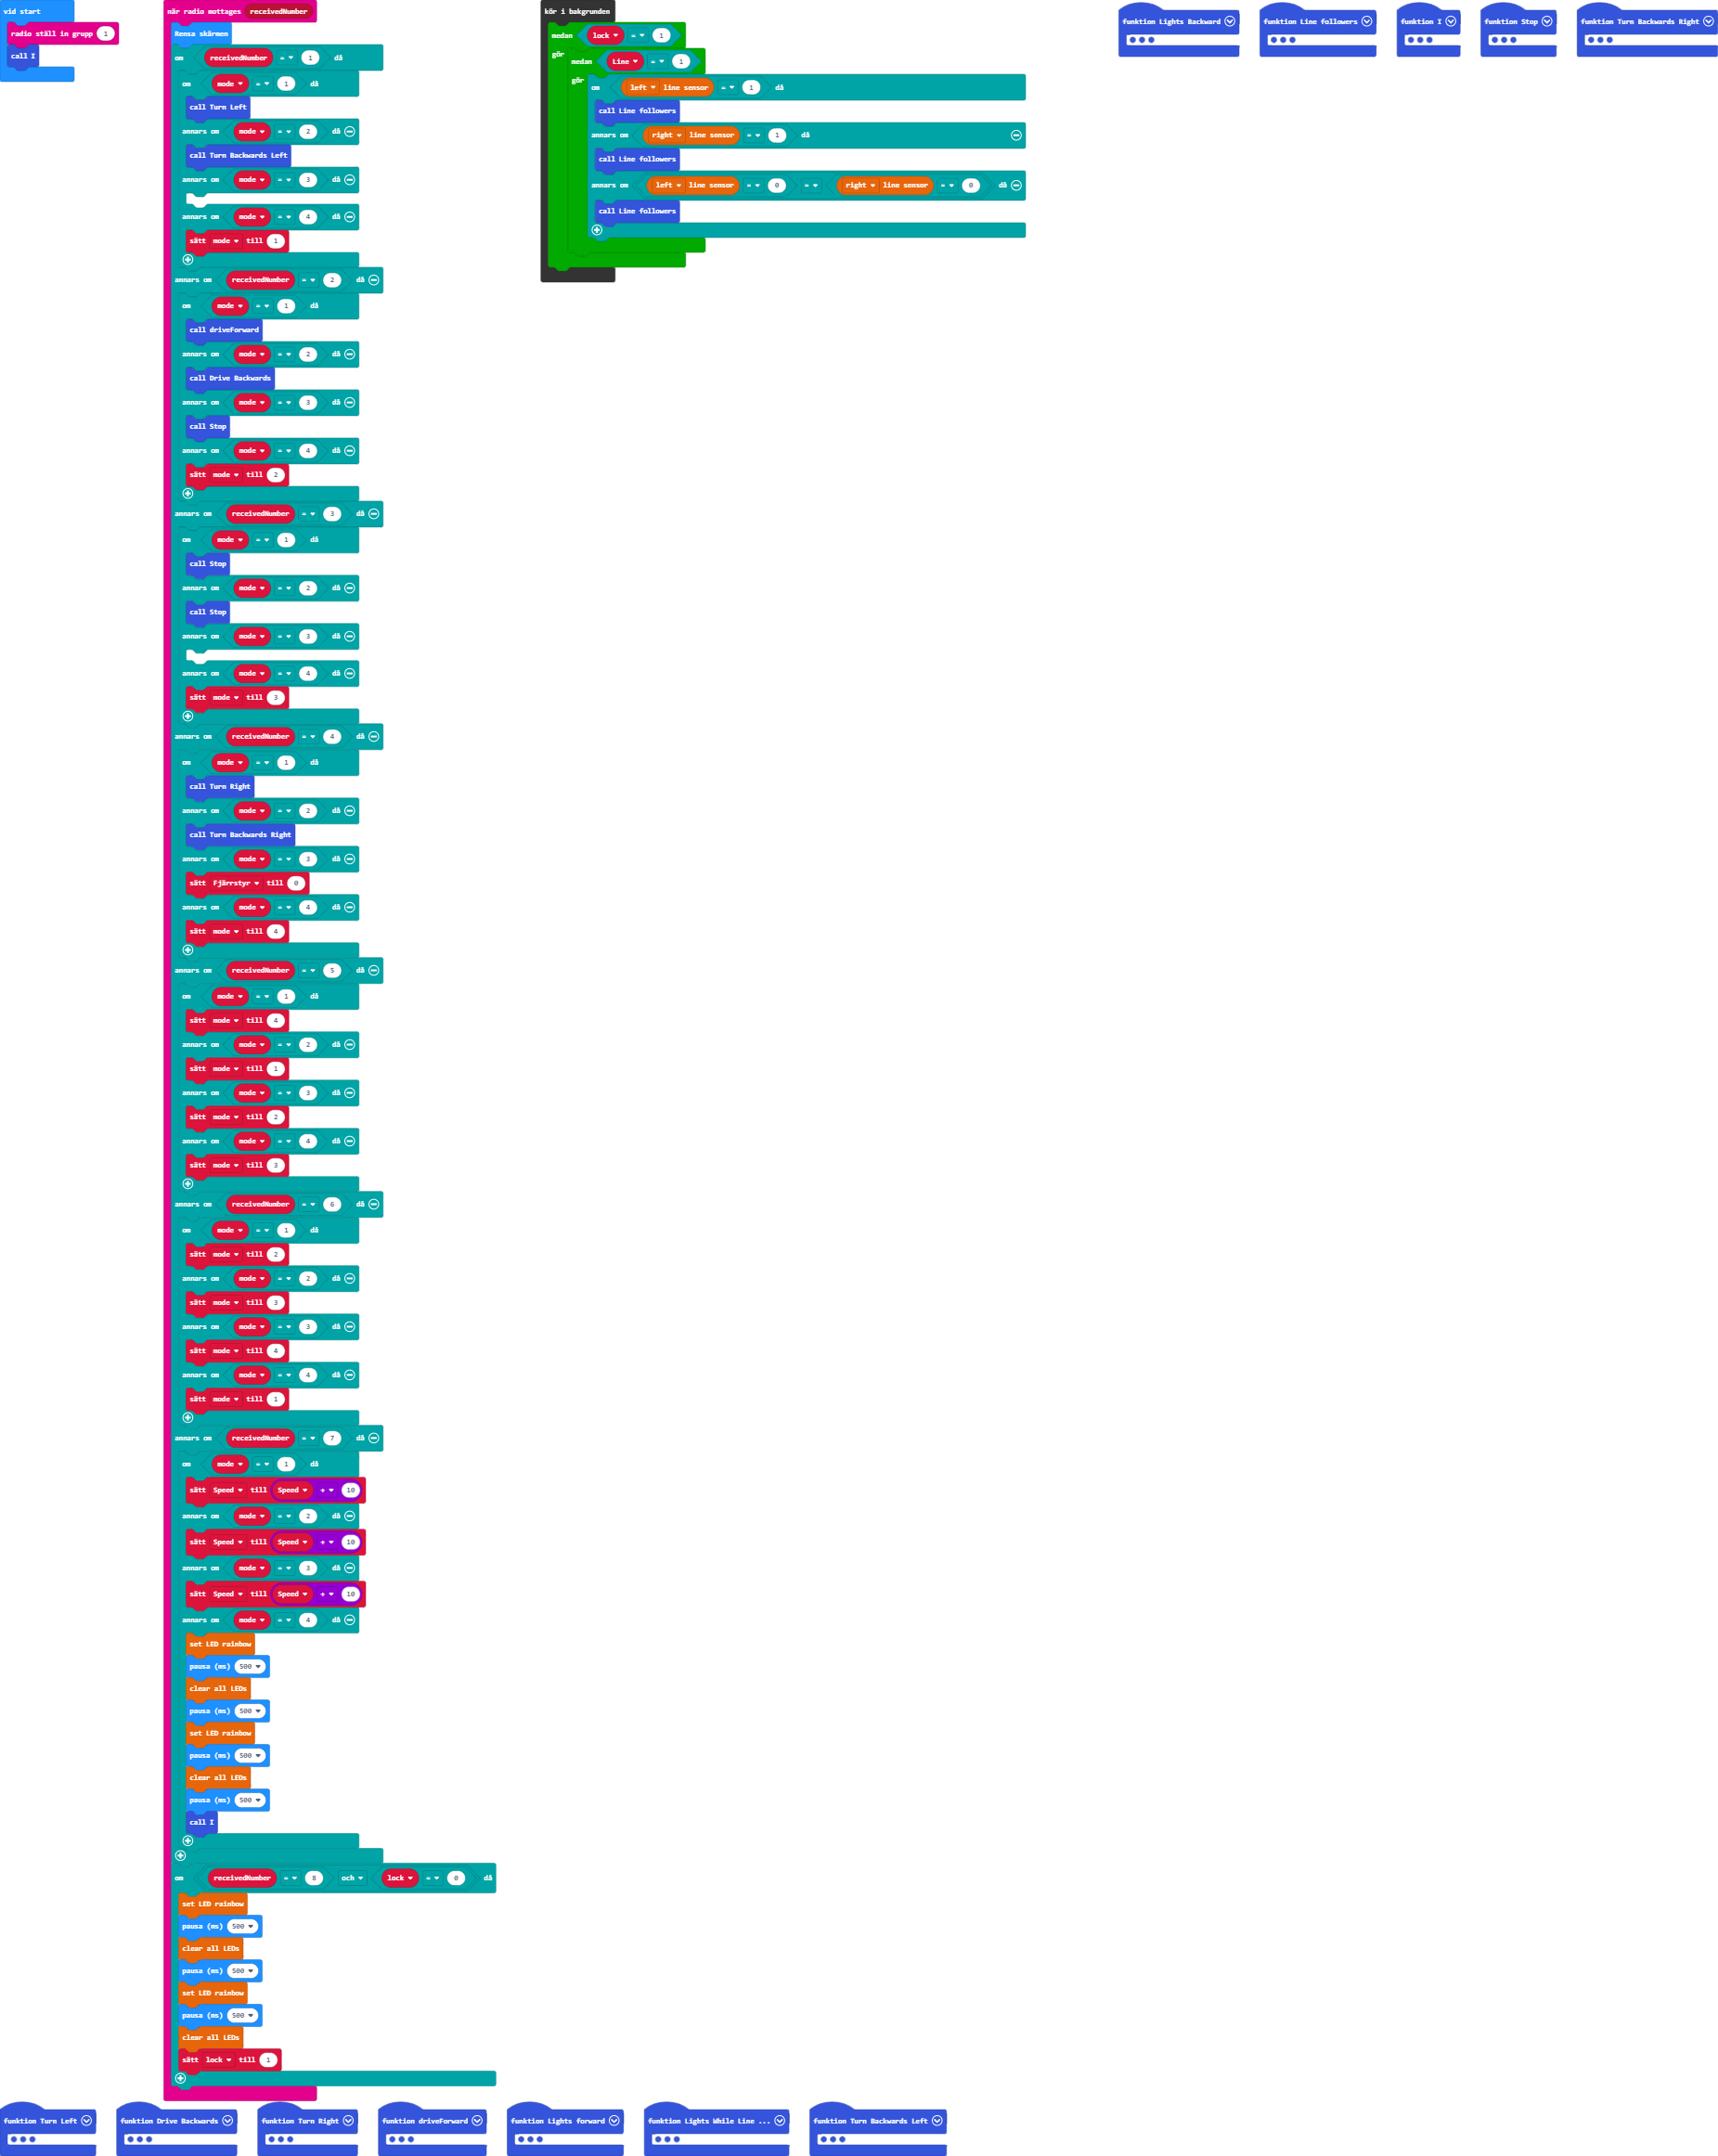 vid start
radio ställ in grupp 1
call I
när radio mottages receivedNumber
Rensa skärmen
om receivedNumber = 1 då
om mode = 1 då
call Turn Left
annars om mode = 2 då
call Turn Backwards Left
annars om mode = 3 då
annars om mode = 4 då
sätt mode till 1
annars om receivedNumber = 2 då
om mode = 1 då
call driveForward
annars om mode = 2 då
call Drive Backwards
annars om mode = 3 då
call Stop
annars om mode = 4 då
sätt mode till 2
annars om receivedNumber = 3 då
om mode = 1 då
call Stop
annars om mode = 2 då
call Stop
annars om mode = 3 då
annars om mode = 4 då
sätt mode till 3
annars om receivedNumber = 4 då
om mode = 1 då
call Turn Right
annars om mode = 2 då
call Turn Backwards Right
annars om mode = 3 då
sätt Fjärrstyr till 0
annars om mode = 4 då
sätt mode till 4
annars om receivedNumber = 5 då
om mode = 1 då
sätt mode till 4
annars om mode = 2 då
sätt mode till 1
annars om mode = 3 då
sätt mode till 2
annars om mode = 4 då
sätt mode till 3
annars om receivedNumber = 6 då
om mode = 1 då
sätt mode till 2
annars om mode = 2 då
sätt mode till 3
annars om mode = 3 då
sätt mode till 4
annars om mode = 4 då
sätt mode till 1
annars om receivedNumber = 7 då
om mode = 1 då
sätt Speed till Speed + 10
annars om mode = 2 då
sätt Speed till Speed + 10
annars om mode = 3 då
sätt Speed till Speed + 10
annars om mode = 4 då
set LED rainbow
pausa (ms) 500
clear all LEDs
pausa (ms) 500
set LED rainbow
pausa (ms) 500
clear all LEDs
pausa (ms) 500
call I
om receivedNumber = 8 och lock = 0 då
set LED rainbow
pausa (ms) 500
clear all LEDs
pausa (ms) 500
set LED rainbow
pausa (ms) 500
clear all LEDs
sätt lock till 1
kör i bakgrunden
medan lock = 1
gör medan Line = 1
gör om left line sensor = 1 då
call Line followers
annars om right line sensor = 1 då
call Line followers
annars om left line sensor = 0 = right line sensor = 0 då
call Line followers
funktion Lights Backward
funktion Line followers
funktion I
funktion Stop
funktion Turn Backwards Right
funktion Turn Left
funktion Drive Backwards
funktion Turn Right
funktion driveForward
funktion Lights forward
funktion Lights While Line ...
funktion Turn Backwards Left